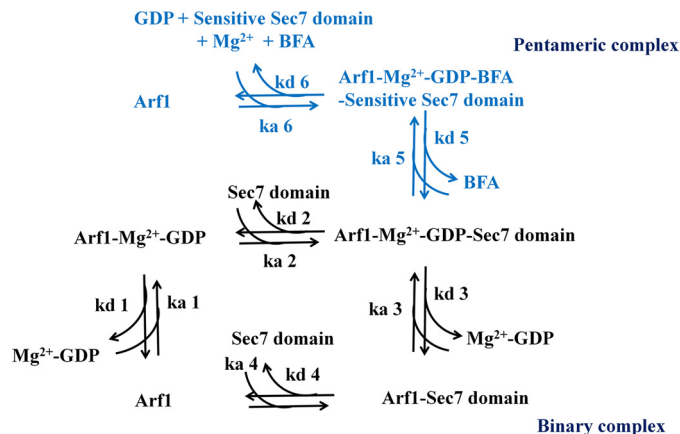 GDP + Sensitive Sec7 domain
+ Mg²⁺ + BFA
Pentameric complex
kd 6
Arf1-Mg²⁺-GDP-BFA
-Sensitive Sec7 domain
Arf1
ka 6
kd 5
ka 5
BFA
Sec7 domain
kd 2
Arf1-Mg²⁺-GDP
Arf1-Mg²⁺-GDP-Sec7 domain
ka 2
kd 1
ka 1
kd 3
ka 3
Mg²⁺-GDP
Sec7 domain
Mg²⁺-GDP
ka 4
kd 4
Arf1
Arf1-Sec7 domain
Binary complex